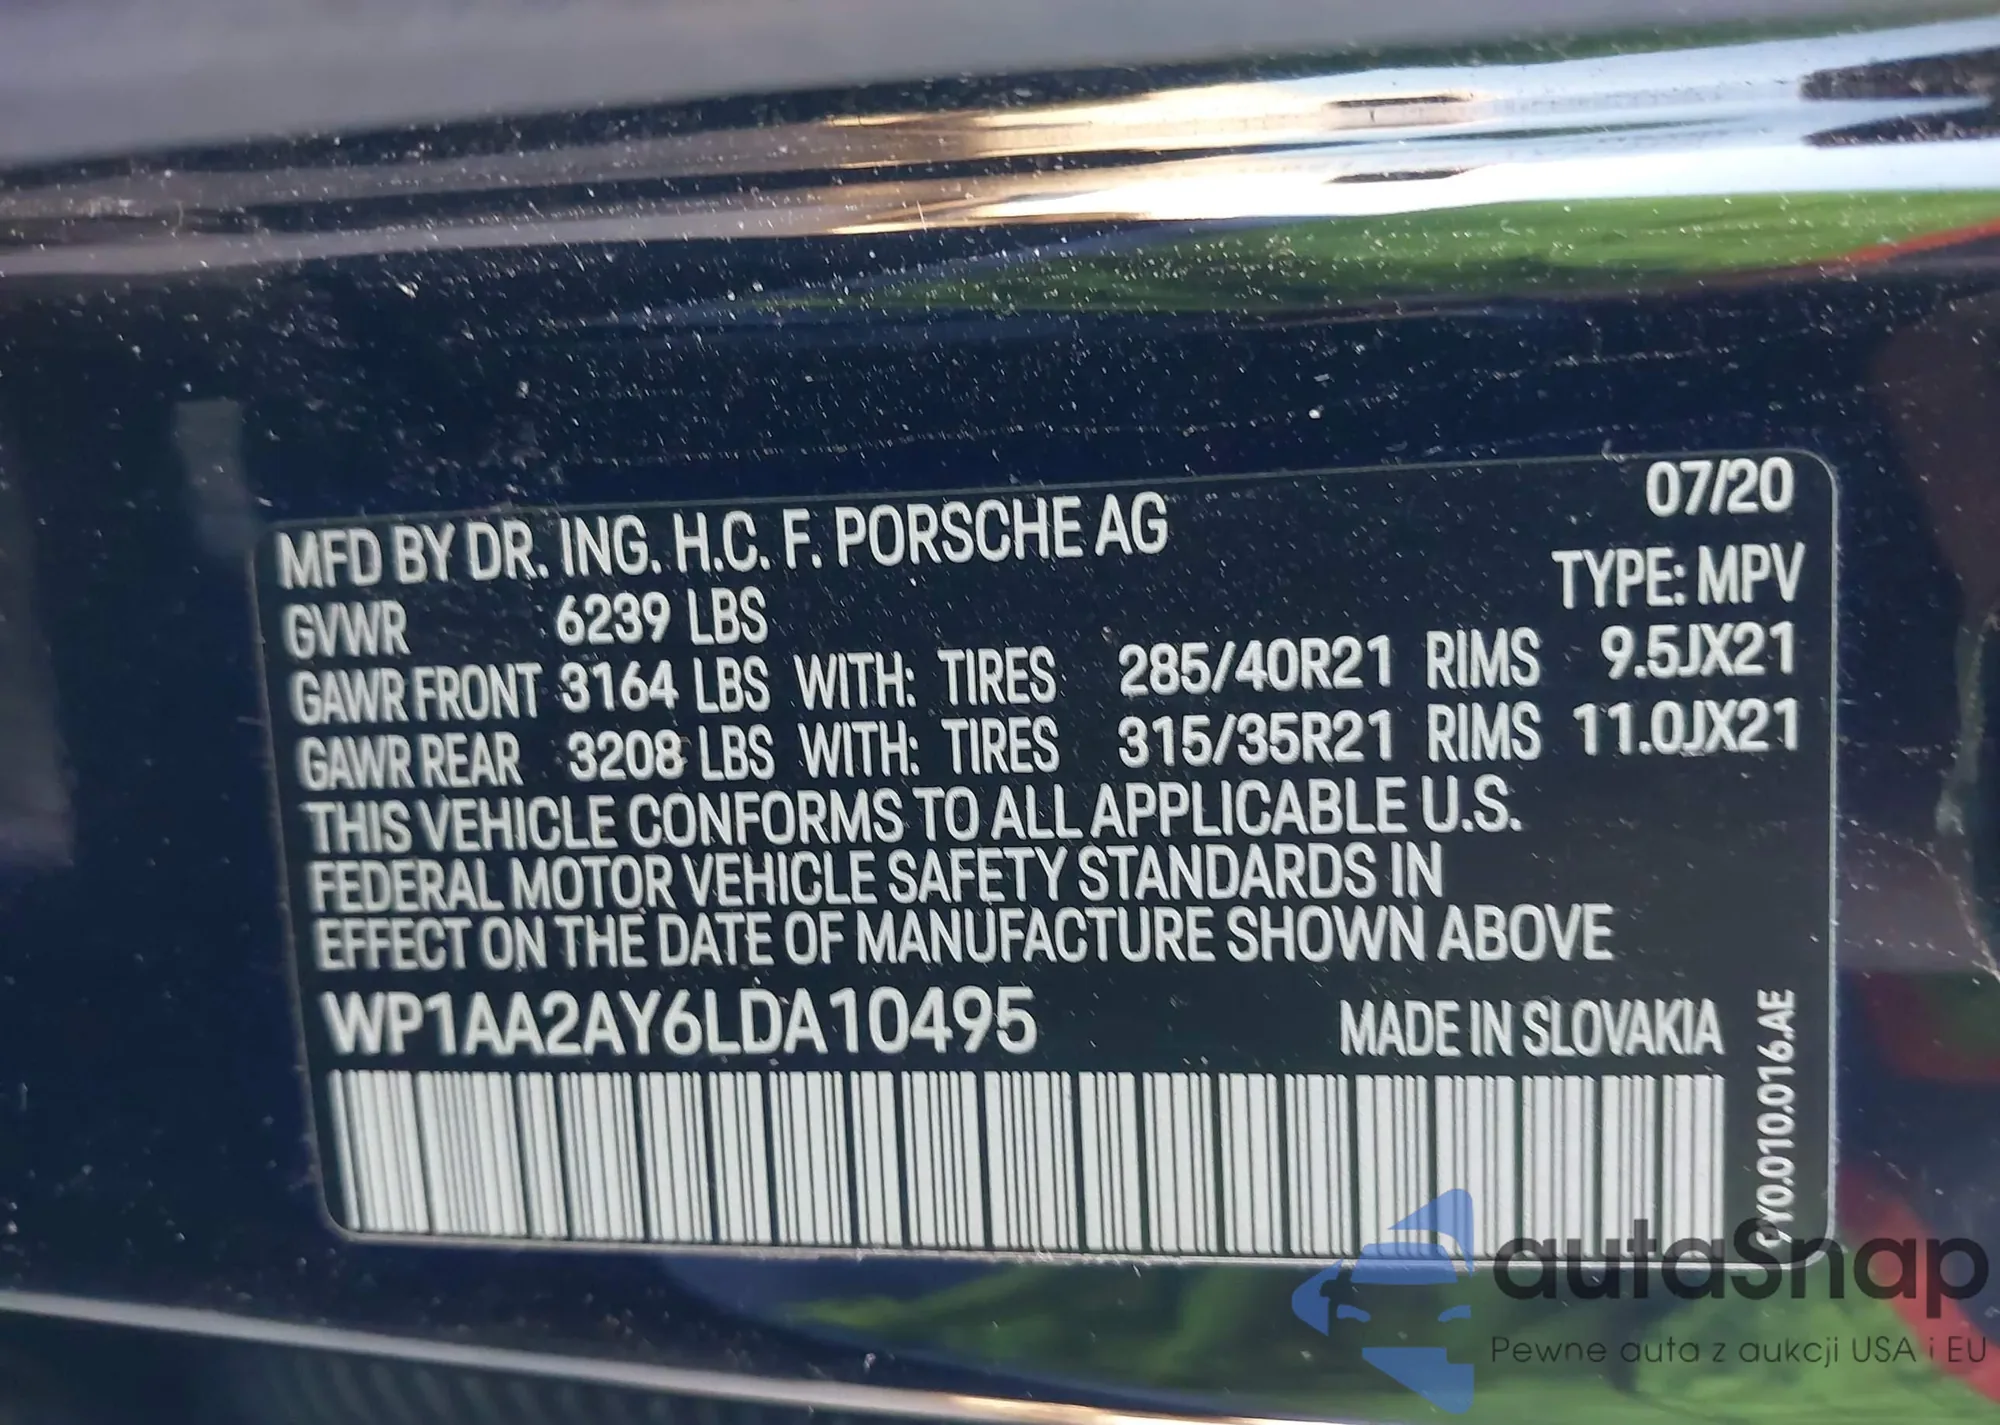 07/20
MFD BY DR. ING. H.C. F. PORSCHE AG
TYPE: MPV
GVWR 6239 LBS
GAWR FRONT 3164 LBS WITH: TIRES 285/40R21 RIMS 9.5JX21
GAWR REAR 3208 LBS WITH: TIRES 315/35R21 RIMS 11.0JX21
THIS VEHICLE CONFORMS TO ALL APPLICABLE U.S.
FEDERAL MOTOR VEHICLE SAFETY STANDARDS IN
EFFECT ON THE DATE OF MANUFACTURE SHOWN ABOVE
WP1AA2AY6LDA10495 MADE IN SLOVAKIA
9Y0.010.016.AE
autaSnap
Pewne auta z aukcji USA i EU